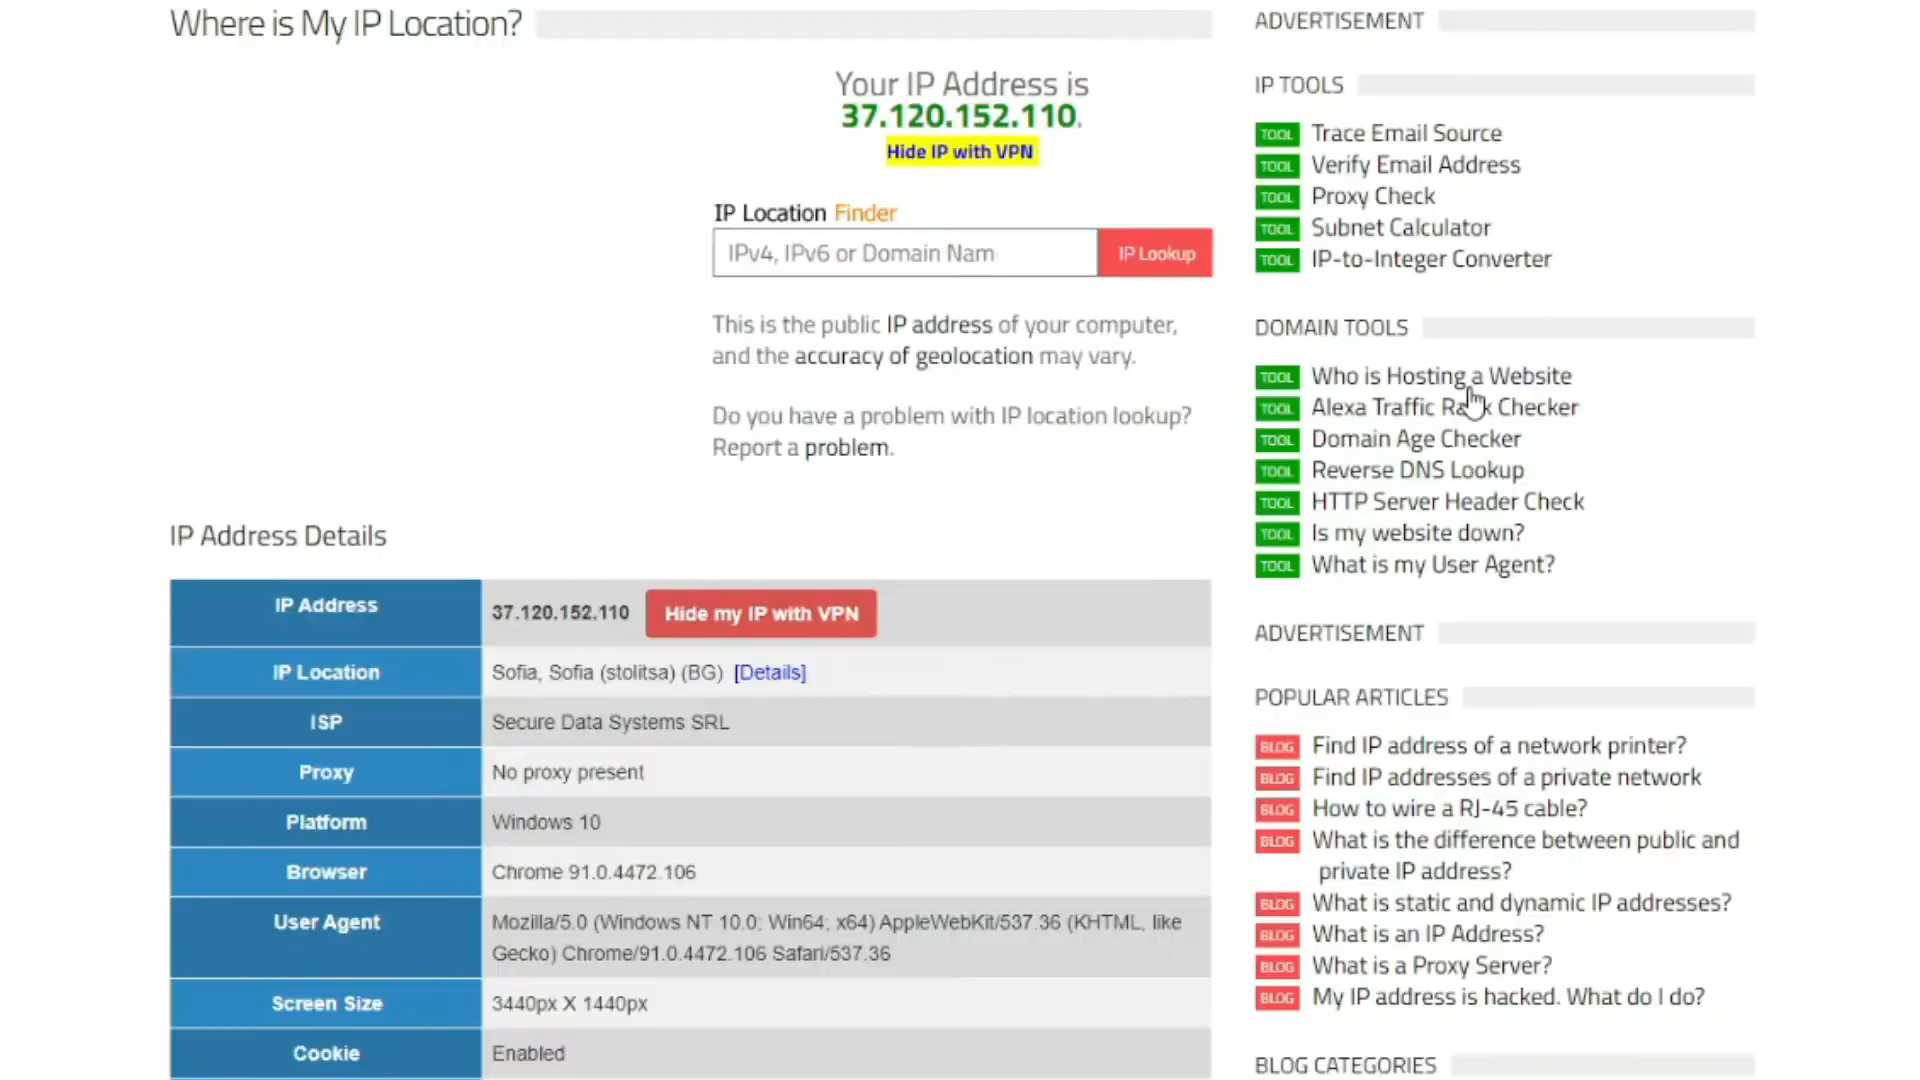 Where is My IP Location?
Your IP Address is
37.120.152.110.
Hide IP with VPN
IP Location Finder
IPv4, IPv6 or Domain Nam
IP Lookup
This is the public IP address of your computer,
and the accuracy of geolocation may vary.
Do you have a problem with IP location lookup?
Report a problem.
IP Address Details
IP Address
37.120.152.110
Hide my IP with VPN
IP Location
Sofia, Sofia (stolitsa) (BG) [Details]
ISP
Secure Data Systems SRL
Proxy
No proxy present
Platform
Windows 10
Browser
Chrome 91.0.4472.106
User Agent
Mozilla/5.0 (Windows NT 10.0; Win64; x64) AppleWebKit/537.36 (KHTML, like
Gecko) Chrome/91.0.4472.106 Safari/537.36
Screen Size
3440px X 1440px
Cookie
Enabled
ADVERTISEMENT
IP TOOLS
TOOL Trace Email Source
TOOL Verify Email Address
TOOL Proxy Check
TOOL Subnet Calculator
TOOL IP-to-Integer Converter
DOMAIN TOOLS
TOOL Who is Hosting a Website
TOOL Alexa Traffic Rank Checker
TOOL Domain Age Checker
TOOL Reverse DNS Lookup
TOOL HTTP Server Header Check
TOOL Is my website down?
TOOL What is my User Agent?
ADVERTISEMENT
POPULAR ARTICLES
BLOG Find IP address of a network printer?
BLOG Find IP addresses of a private network
BLOG How to wire a RJ-45 cable?
BLOG What is the difference between public and
private IP address?
BLOG What is static and dynamic IP addresses?
BLOG What is an IP Address?
BLOG What is a Proxy Server?
BLOG My IP address is hacked. What do I do?
BLOG CATEGORIES